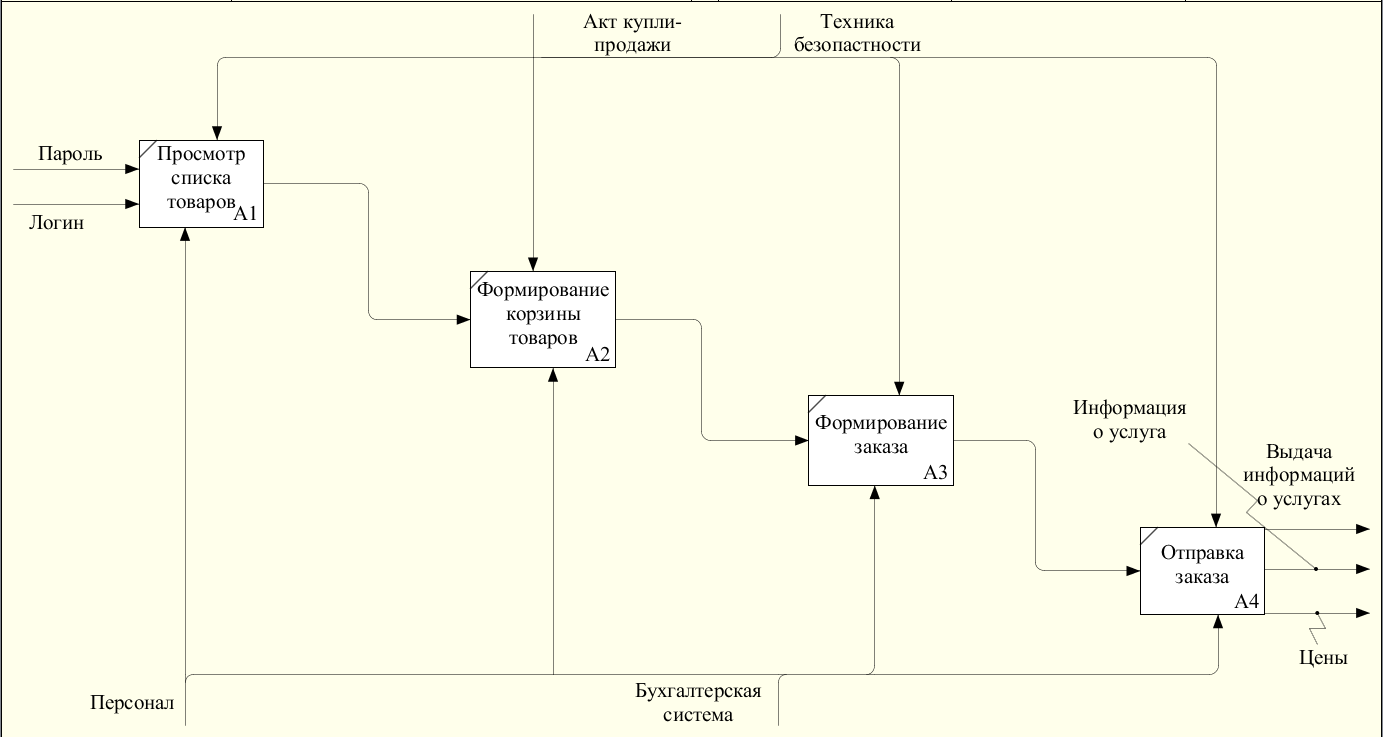 Акт купли-
продажи
Техника
безопастности
Пароль
Логин
Просмотр
списка
товаров
A1
Формирование
корзины
товаров
A2
Формирование
заказа
A3
Информация
о услуга
Выдача
информаций
о услугах
Отправка
заказа
A4
Цены
Персонал
Бухгалтерская
система